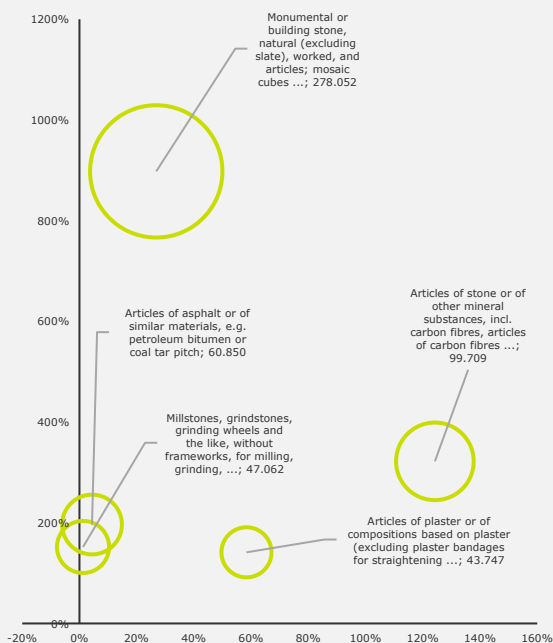 1200%
Monumental or
building stone,
natural (excluding
slate), worked, and
articles; mosaic
cubes ...; 278.052
1000%
800%
600%
Articles of stone or of
other mineral
substances, incl.
carbon fibres, articles
of carbon fibres ...;
99.709
Articles of asphalt or of
similar materials, e.g.
petroleum bitumen or
coal tar pitch; 60.850
400%
Millstones, grindstones,
grinding wheels and
the like, without
frameworks, for milling,
grinding, ...; 47.062
200%
Articles of plaster or of
compositions based on plaster
(excluding plaster bandages
for straightening ...; 43.747
0%
-20% 0% 20% 40% 60% 80% 100% 120% 140% 160%